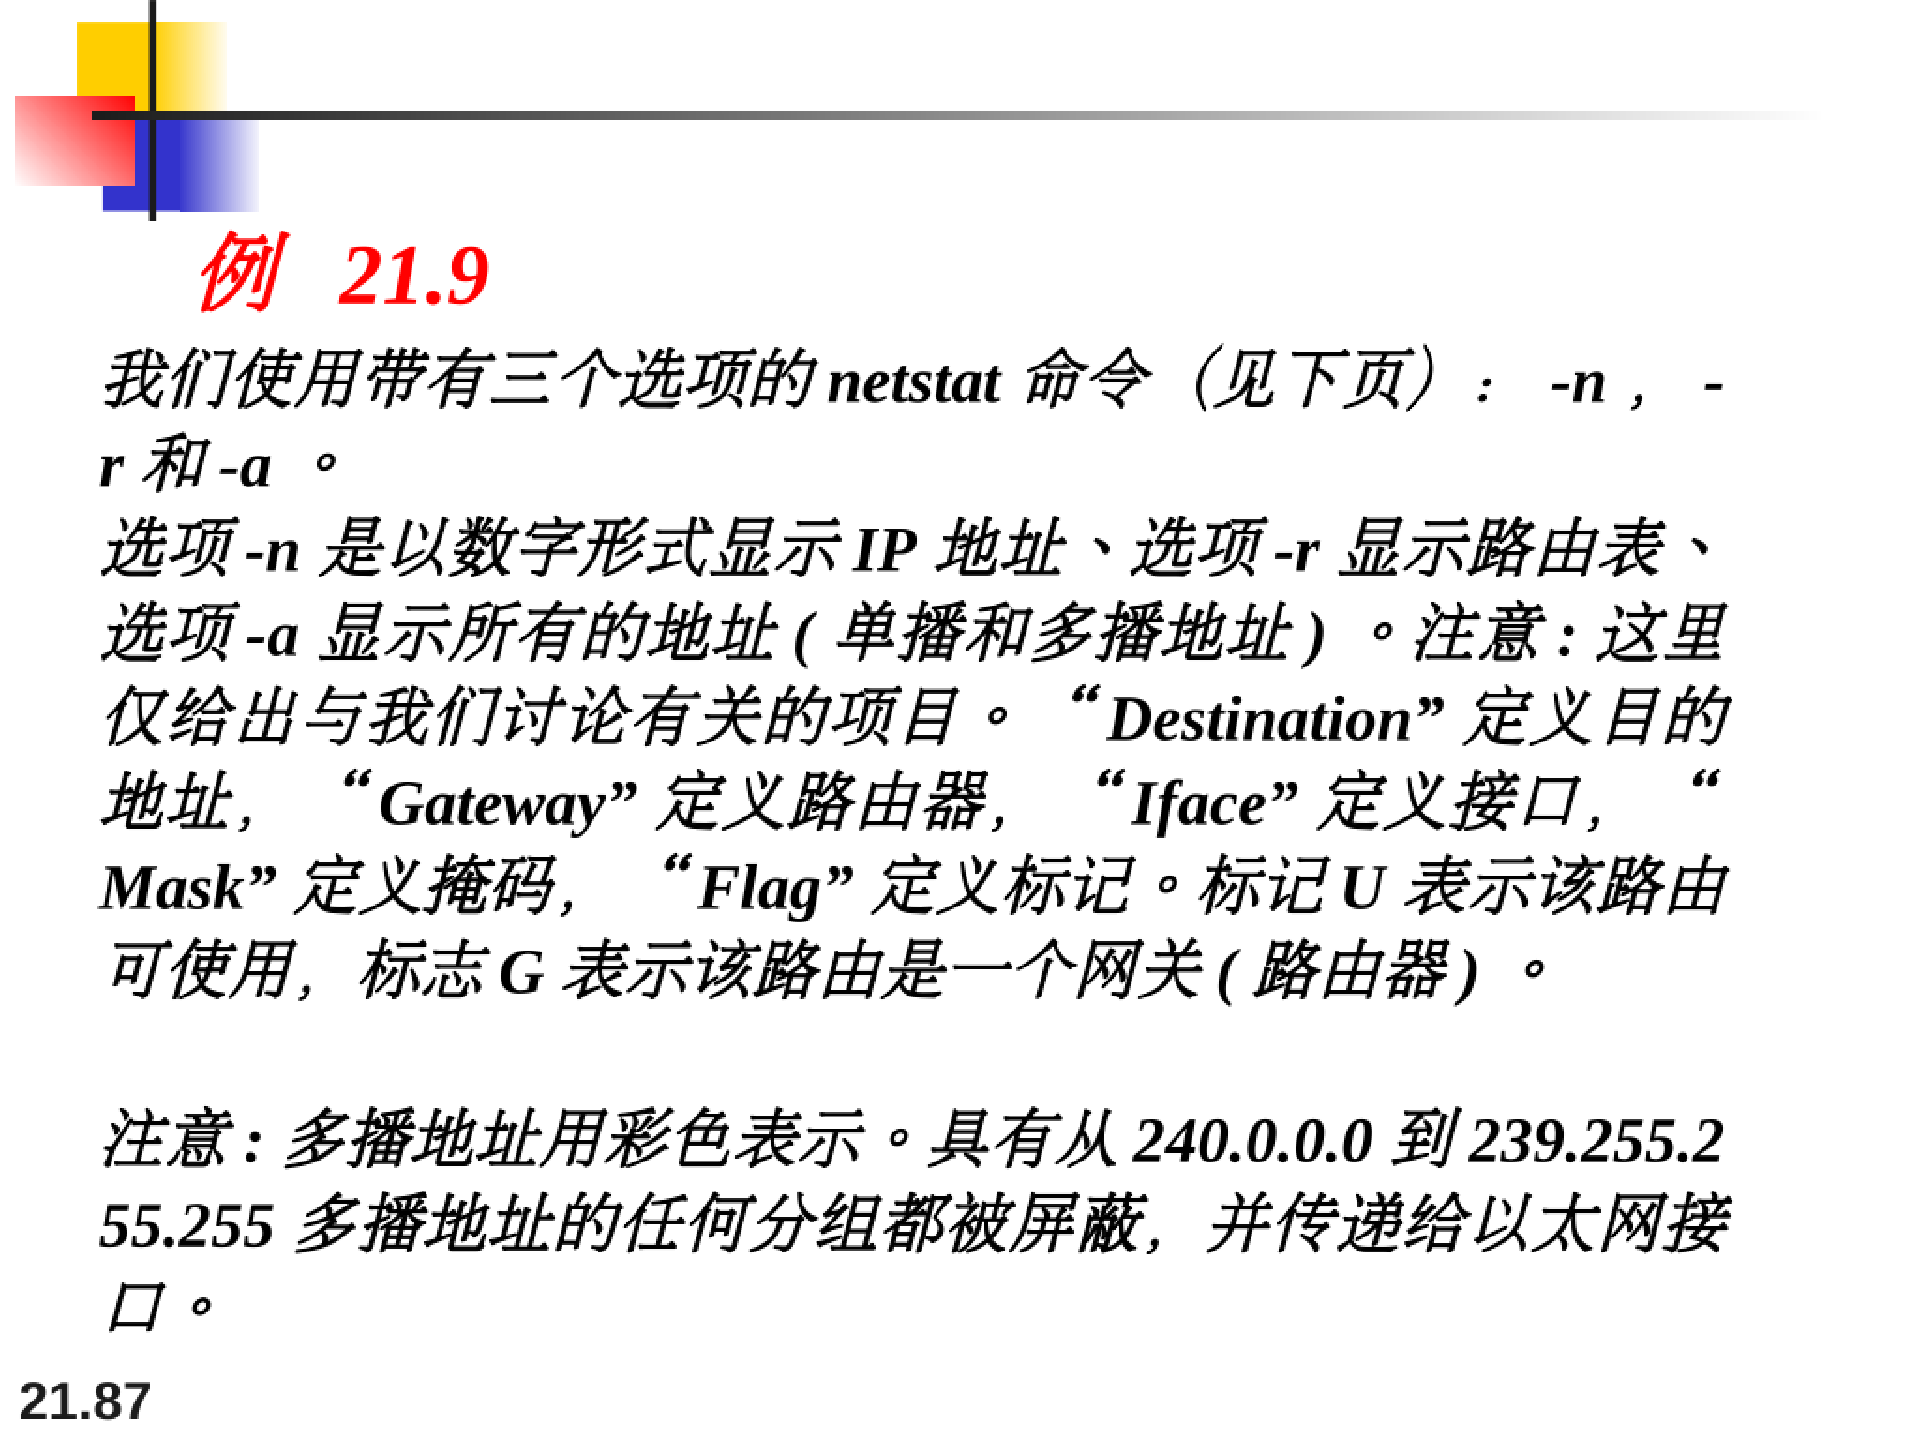 例 21.9
我们使用带有三个选项的 netstat 命令（见下页）: -n , -
r 和 -a 。
选项 -n 是以数字形式显示 IP 地址、选项 -r 显示路由表、
选项 -a 显示所有的地址 ( 单播和多播地址 ) 。注意 : 这里
仅给出与我们讨论有关的项目。 “Destination” 定义目的
地址， “Gateway” 定义路由器， “Iface” 定义接口， “
Mask” 定义掩码， “Flag” 定义标记。标记 U 表示该路由
可使用，标志 G 表示该路由是一个网关 ( 路由器 ) 。
注意 : 多播地址用彩色表示。具有从 240.0.0.0 到 239.255.2
55.255 多播地址的任何分组都被屏蔽，并传递给以太网接
口。
21.87